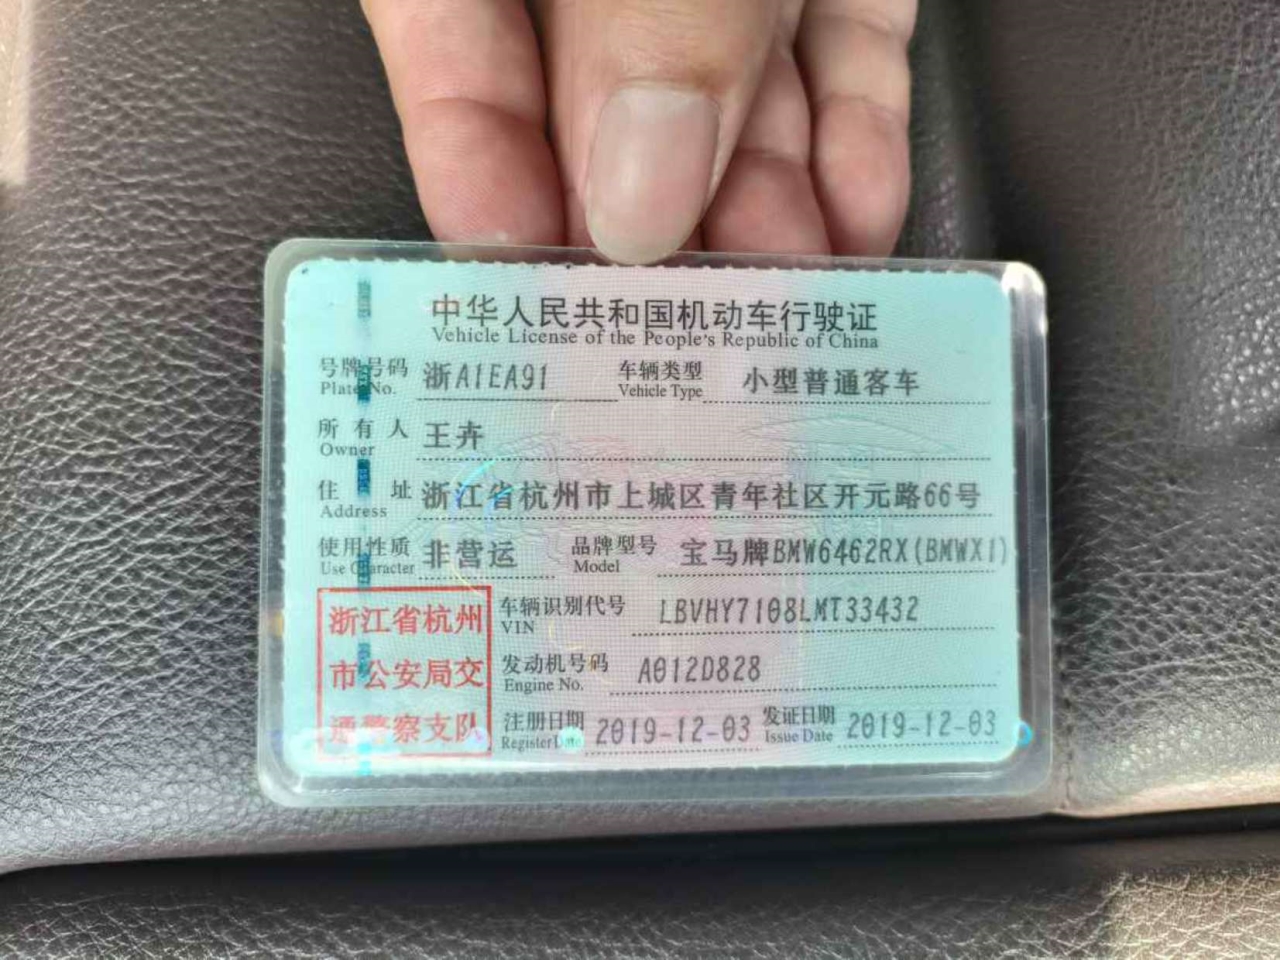 中华人民共和国机动车行驶证
Vehicle License of the People's Republic of China
号牌号码 浙A1EA91 车辆类型 小型普通客车
Plate No. Vehicle Type
所有人 王卉
Owner
住址 浙江省杭州市上城区青年社区开元路66号
Address
使用性质 非营运 品牌型号 宝马牌BMW6462RX(BMWX1)
Use Character Model
浙江省杭州
市公安局交
通警察支队
车辆识别代号 LBVHY7108LMT33432
VIN
发动机号码 A012D828
Engine No.
注册日期 2019-12-03 发证日期 2019-12-03
Register Date Issue Date